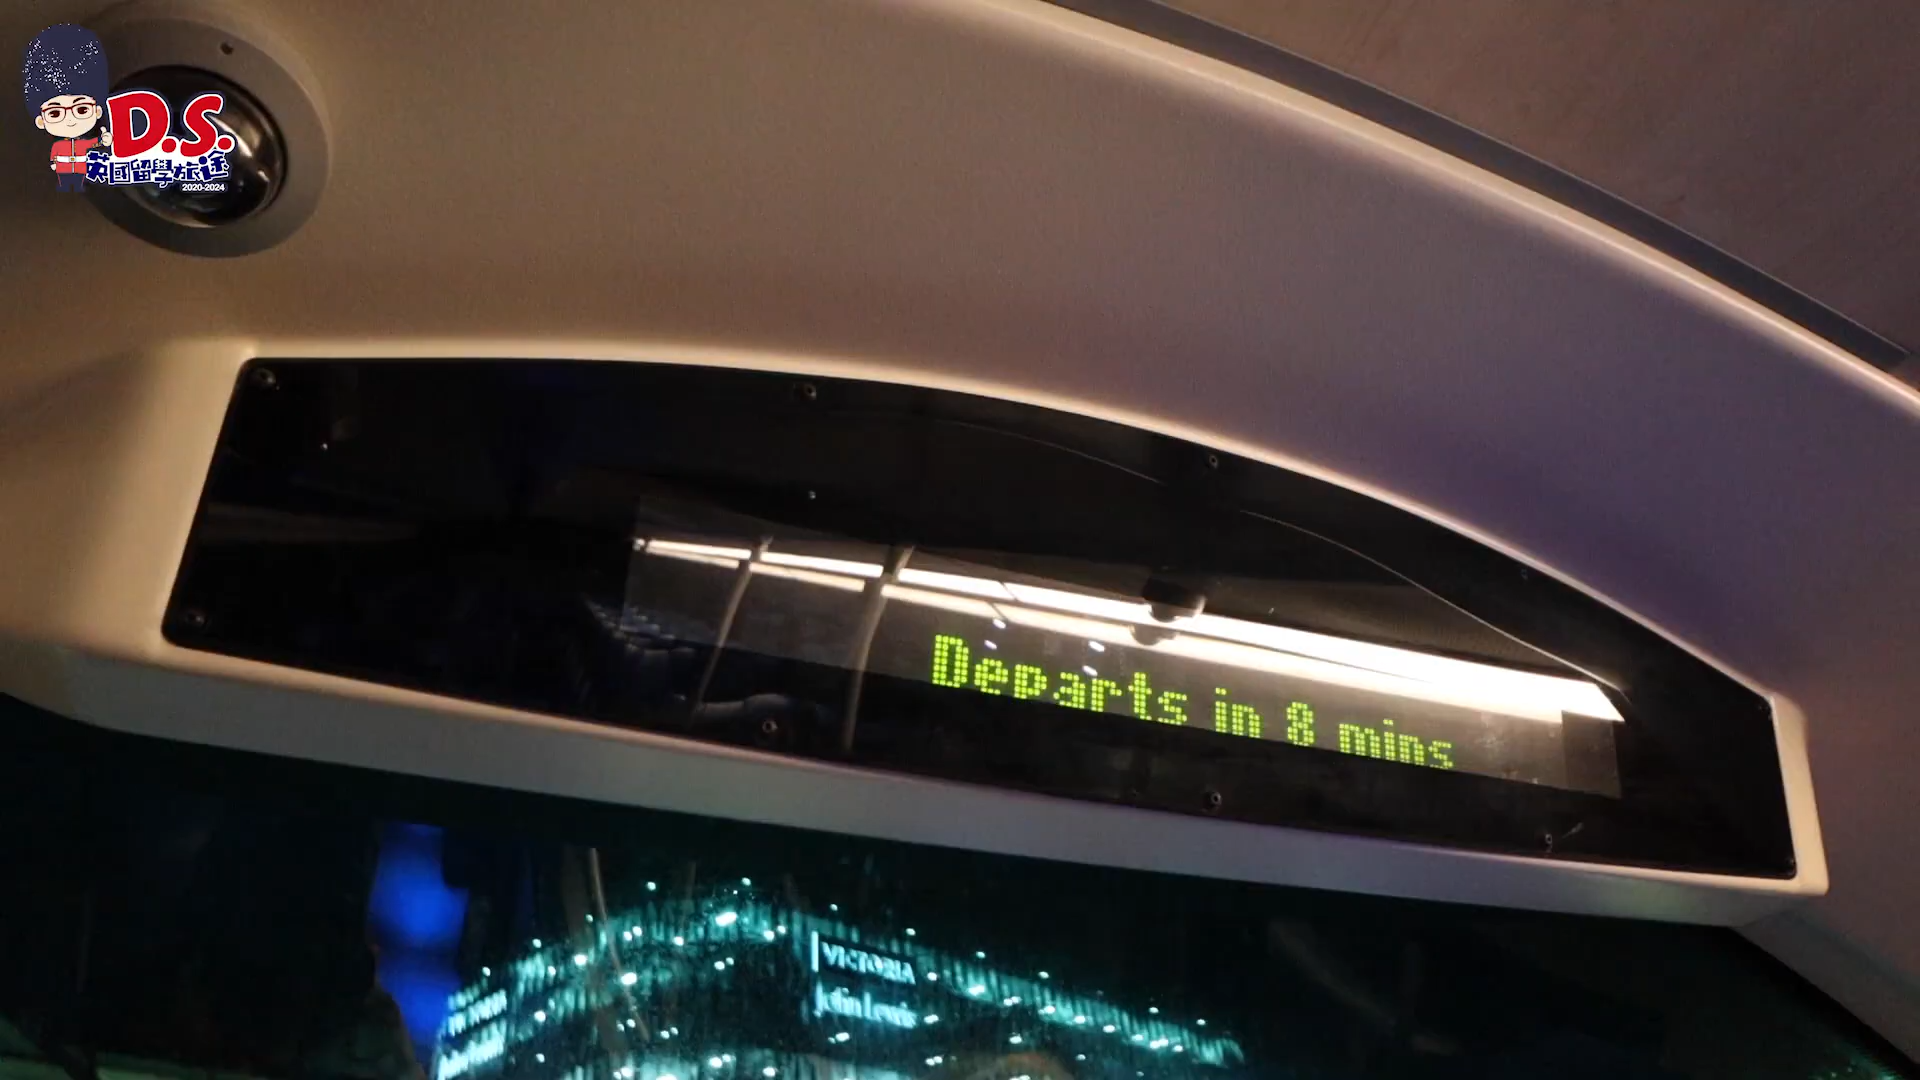 D.S.
英國留學旅途
2020-2024
Departs in 8 mins
VICTORIA
John Lewis